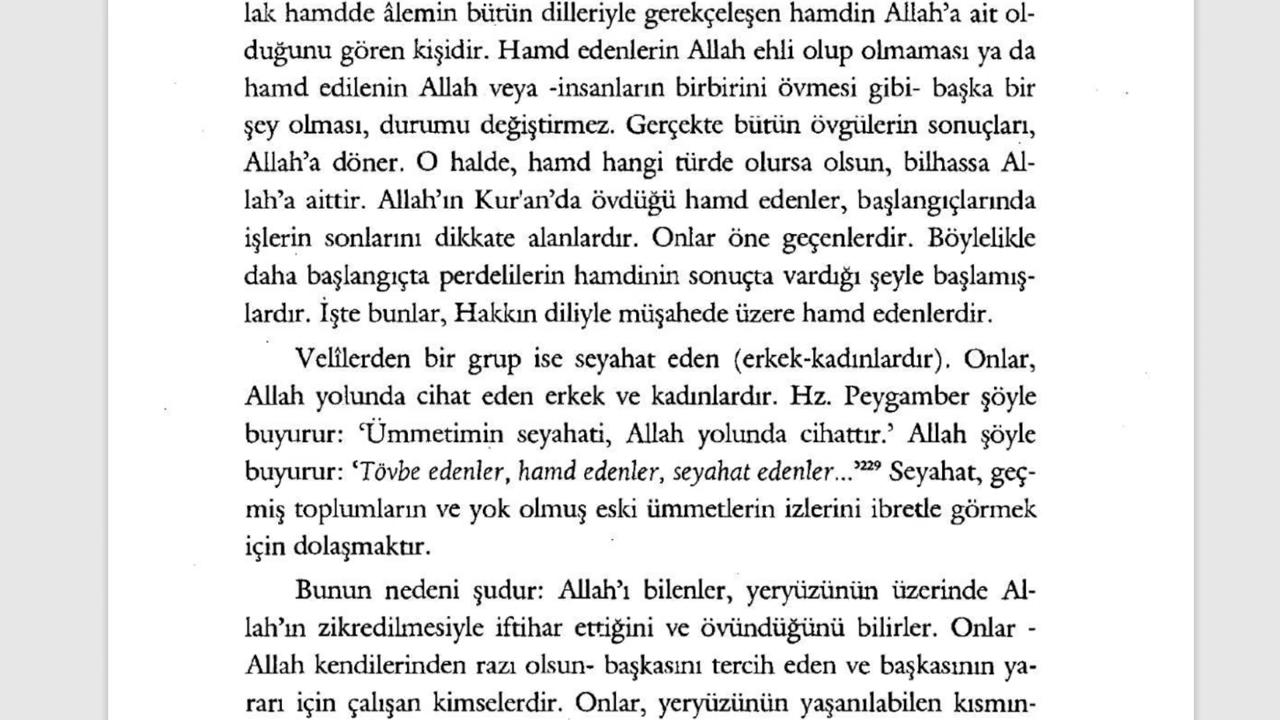 lak hamdde âlemin bütün dilleriyle gerekçeleşen hamdin Allah’a ait ol-
duğunu gören kişidir. Hamd edenlerin Allah ehli olup olmaması ya da
hamd edilenin Allah veya -insanların birbirini övmesi gibi- başka bir
şey olması, durumu değiştirmez. Gerçekte bütün övgülerin sonuçları,
Allah’a döner. O halde, hamd hangi türde olursa olsun, bilhassa Al-
lah’a aittir. Allah’ın Kur'an’da övdüğü hamd edenler, başlangıçlarında
işlerin sonlarını dikkate alanlardır. Onlar öne geçenlerdir. Böylelikle
daha başlangıçta perdelilerin hamdinin sonuçta vardığı şeyle başlamış-
lardır. İşte bunlar, Hakkın diliyle müşahede üzere hamd edenlerdir.
Velîlerden bir grup ise seyahat eden (erkek-kadınlardır). Onlar,
Allah yolunda cihat eden erkek ve kadınlardır. Hz. Peygamber şöyle
buyurur: ‘Ümmetimin seyahati, Allah yolunda cihattır.’ Allah şöyle
buyurur: ‘Tövbe edenler, hamd edenler, seyahat edenler...’²²⁹ Seyahat, geç-
miş toplumların ve yok olmuş eski ümmetlerin izlerini ibretle görmek
için dolaşmaktır.
Bunun nedeni şudur: Allah’ı bilenler, yeryüzünün üzerinde Al-
lah’ın zikredilmesiyle iftihar ettiğini ve övündüğünü bilirler. Onlar -
Allah kendilerinden razı olsun- başkasını tercih eden ve başkasının ya-
rarı için çalışan kimselerdir. Onlar, yeryüzünün yaşanılabilen kısmın-